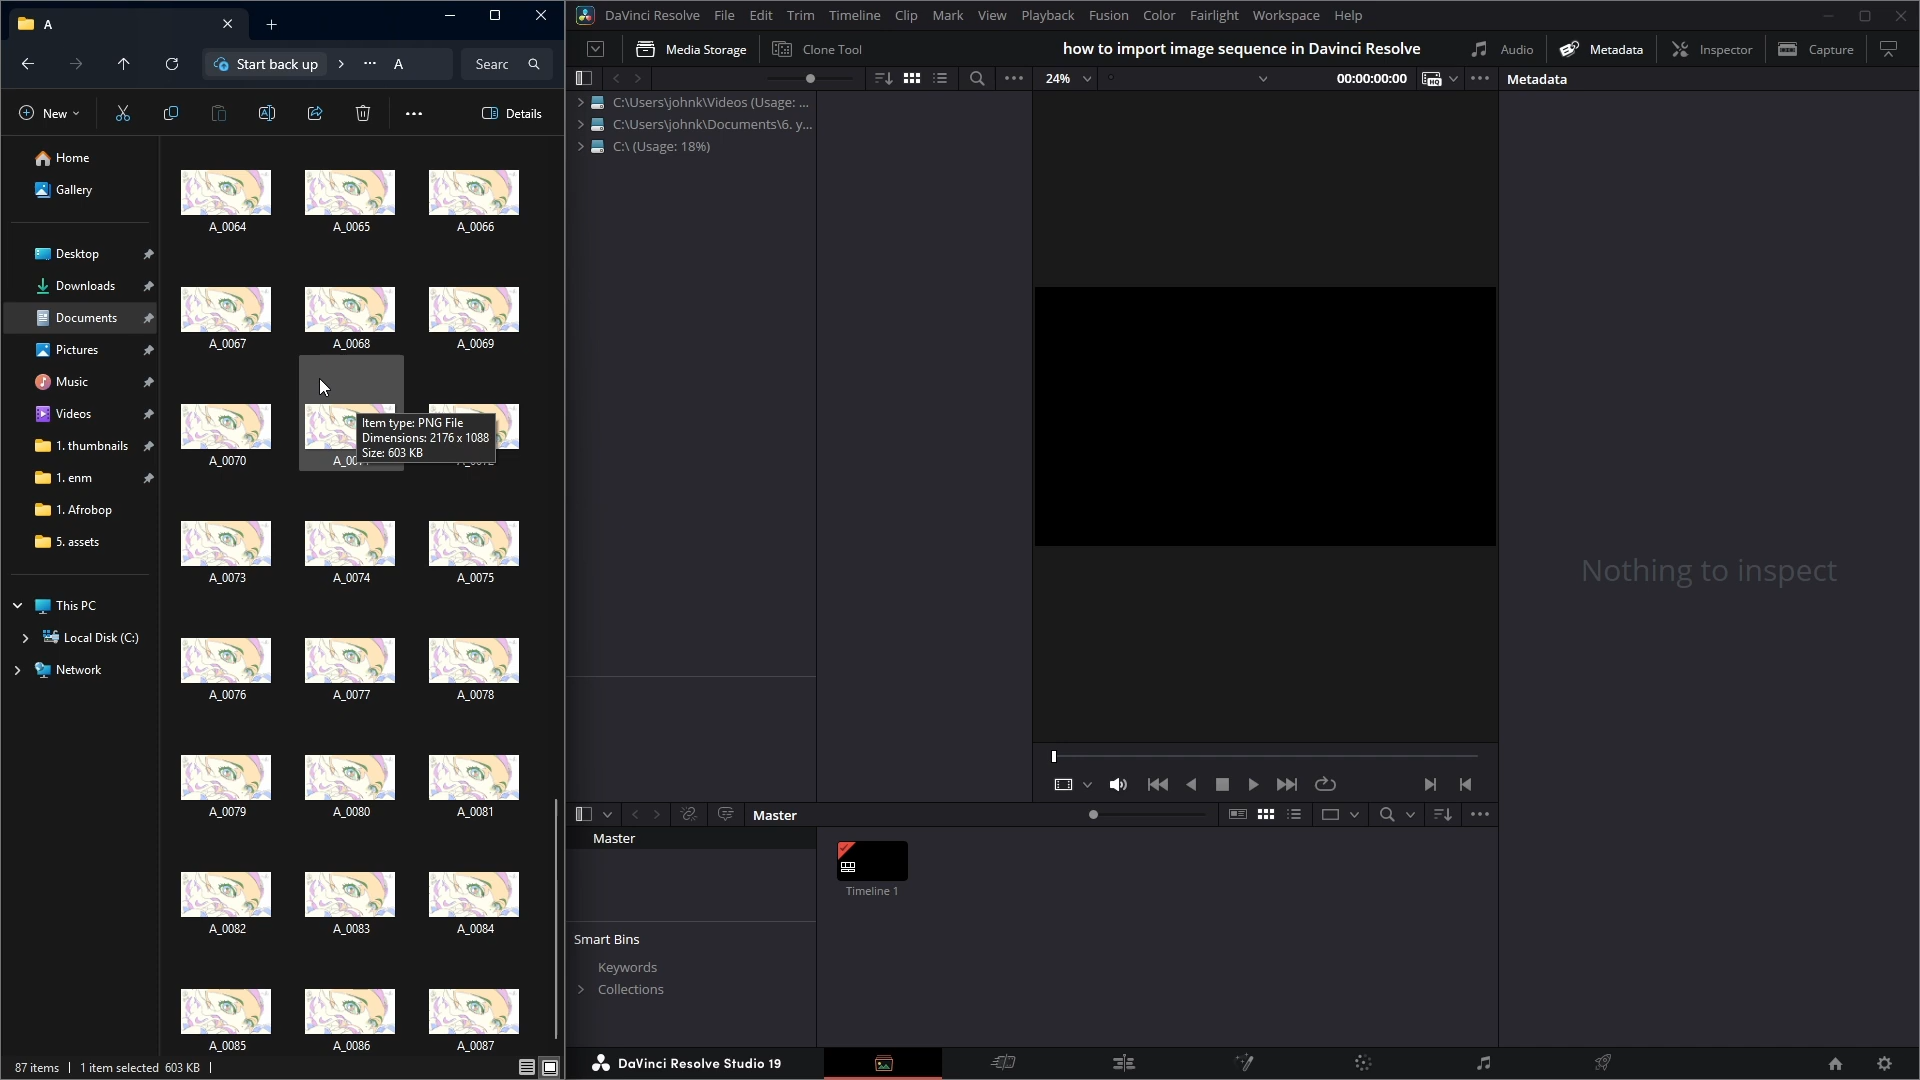 A
Start back up
A
Searc
New
Details
Home
Gallery
Desktop
Downloads
Documents
Pictures
Music
Videos
1. thumbnails
1. enm
1. Afrobop
5. assets
This PC
Local Disk (C:)
Network
A_0064
A_0065
A_0066
A_0067
A_0068
A_0069
A_0070
Item type: PNG File
Dimensions: 2176 x 1088
Size: 603 KB
A_0073
A_0074
A_0075
A_0076
A_0077
A_0078
A_0079
A_0080
A_0081
A_0082
A_0083
A_0084
A_0085
A_0086
A_0087
87 items
1 item selected 603 KB
DaVinci Resolve File Edit Trim Timeline Clip Mark View Playback Fusion Color Fairlight Workspace Help
Media Storage
Clone Tool
how to import image sequence in Davinci Resolve
Audio
Metadata
Inspector
Capture
24%
00:00:00:00
Metadata
C:\Users\johnk\Videos (Usage: ...
C:\Users\johnk\Documents\6. y...
C:\ (Usage: 18%)
Nothing to inspect
Master
Master
Timeline 1
Smart Bins
Keywords
Collections
DaVinci Resolve Studio 19